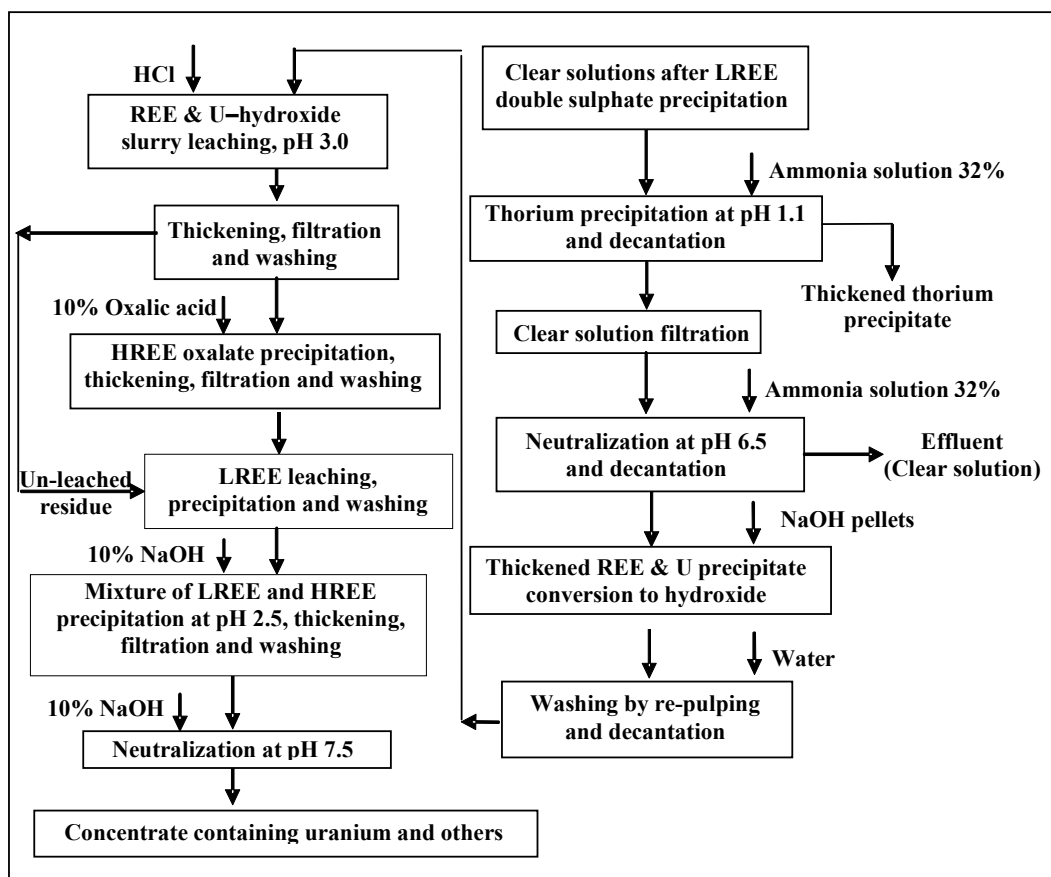 HCl
REE & U–hydroxide
slurry leaching, pH 3.0
Thickening, filtration
and washing
10% Oxalic acid
HREE oxalate precipitation,
thickening, filtration and washing
Un-leached
residue
LREE leaching,
precipitation and washing
10% NaOH
Mixture of LREE and HREE
precipitation at pH 2.5, thickening,
filtration and washing
10% NaOH
Neutralization at pH 7.5
Concentrate containing uranium and others
Clear solutions after LREE
double sulphate precipitation
Ammonia solution 32%
Thorium precipitation at pH 1.1
and decantation
Thickened thorium
precipitate
Clear solution filtration
Ammonia solution 32%
Neutralization at pH 6.5
and decantation
Effluent
(Clear solution)
NaOH pellets
Thickened REE & U precipitate
conversion to hydroxide
Water
Washing by re-pulping
and decantation